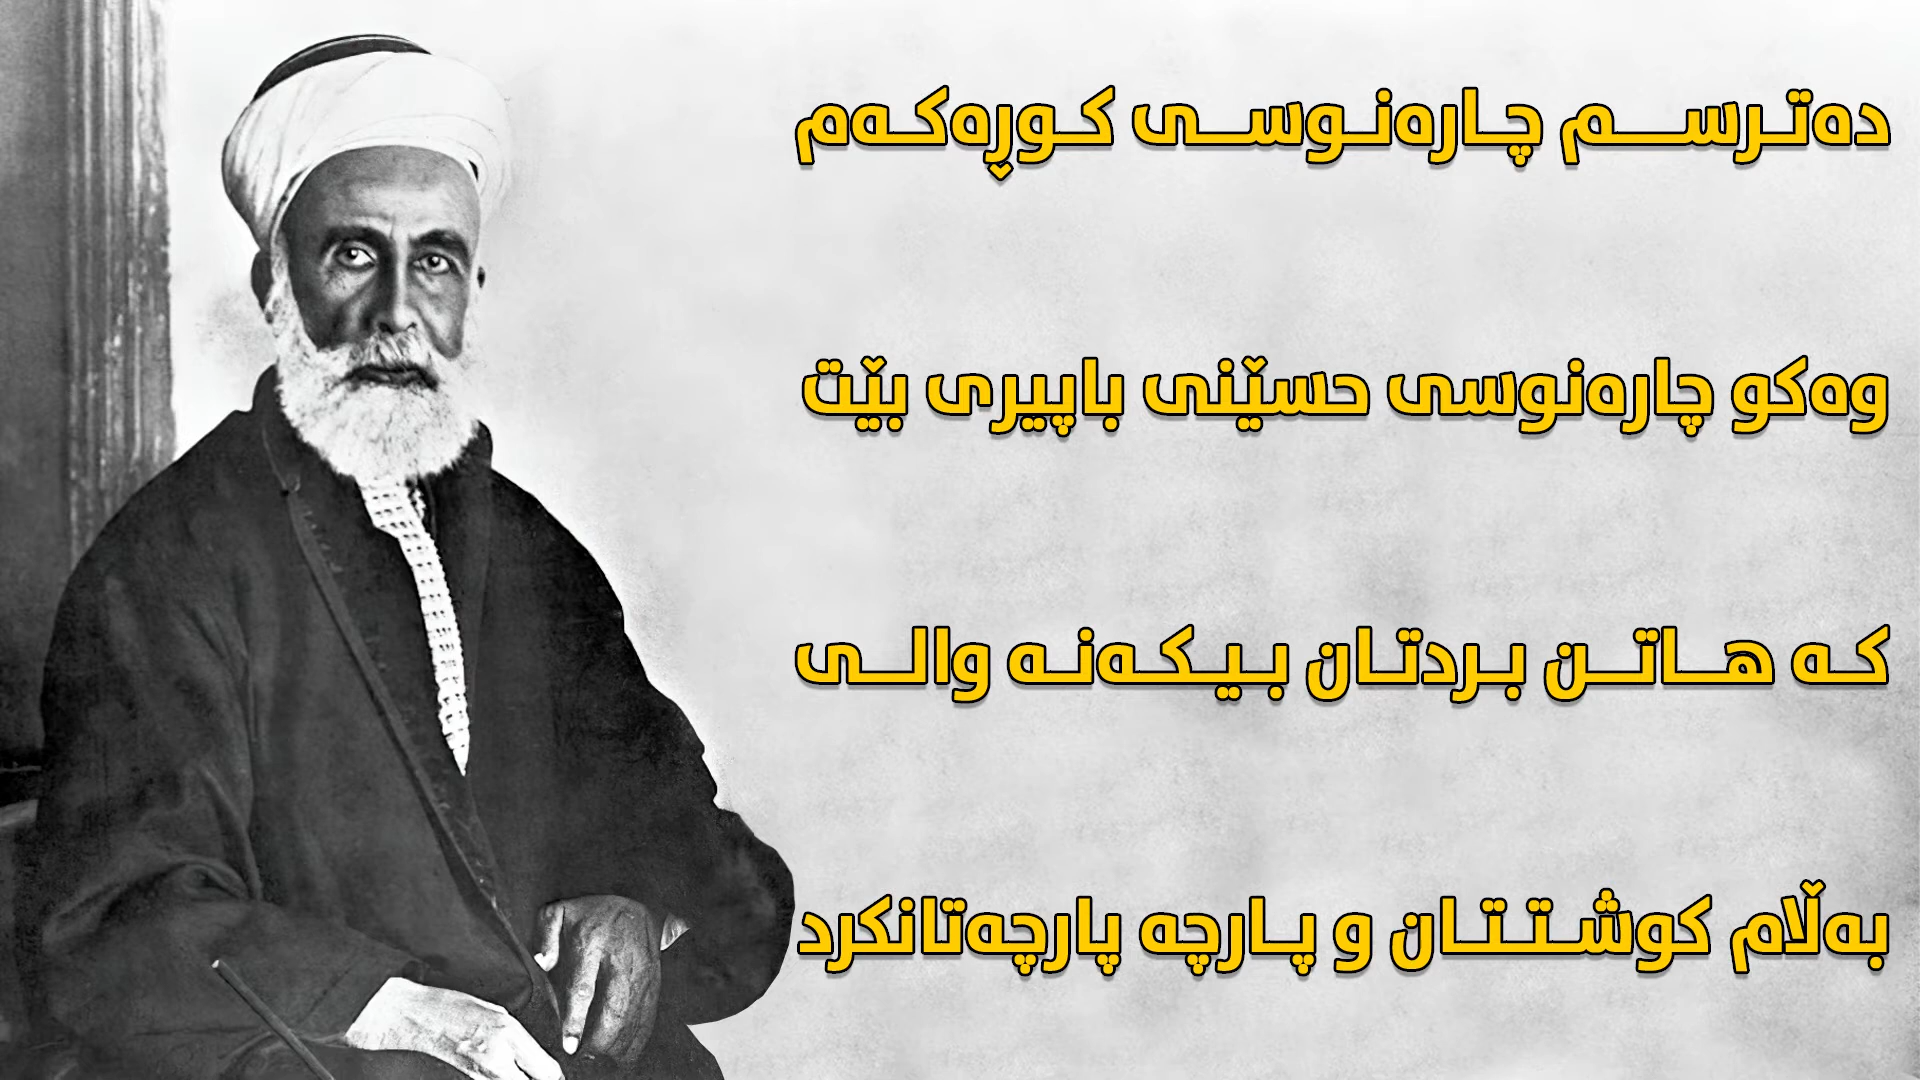 دەترسم چارەنوسی کوڕەکەم
وەکو چارەنوسی حسێنی باپیری بێت
کە هاتن بردتان بیکەنە والی
بەڵام کوشتتان و پارچە پارچەتانکرد